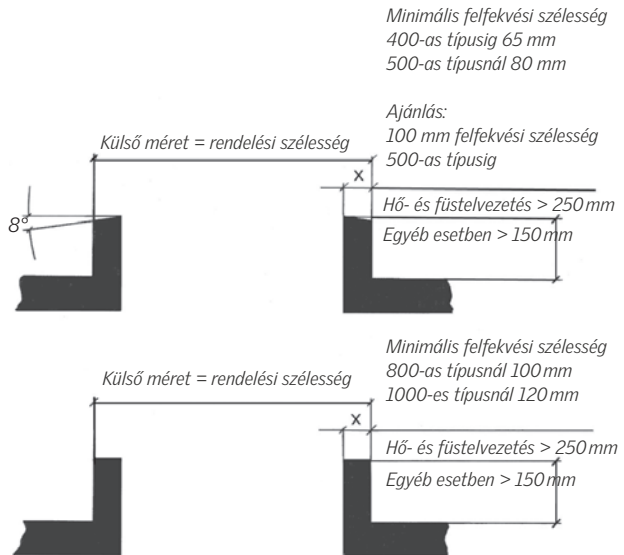 Minimális felfekvési szélesség
400-as típusig 65 mm
500-as típusnál 80 mm
Ajánlás:
100 mm felfekvési szélesség
500-as típusig
Külső méret = rendelési szélesség
x
Hő- és füstelvezetés > 250 mm
8°
Egyéb esetben > 150 mm
Minimális felfekvési szélesség
800-as típusnál 100 mm
1000-es típusnál 120 mm
Külső méret = rendelési szélesség
x
Hő- és füstelvezetés > 250 mm
Egyéb esetben > 150 mm